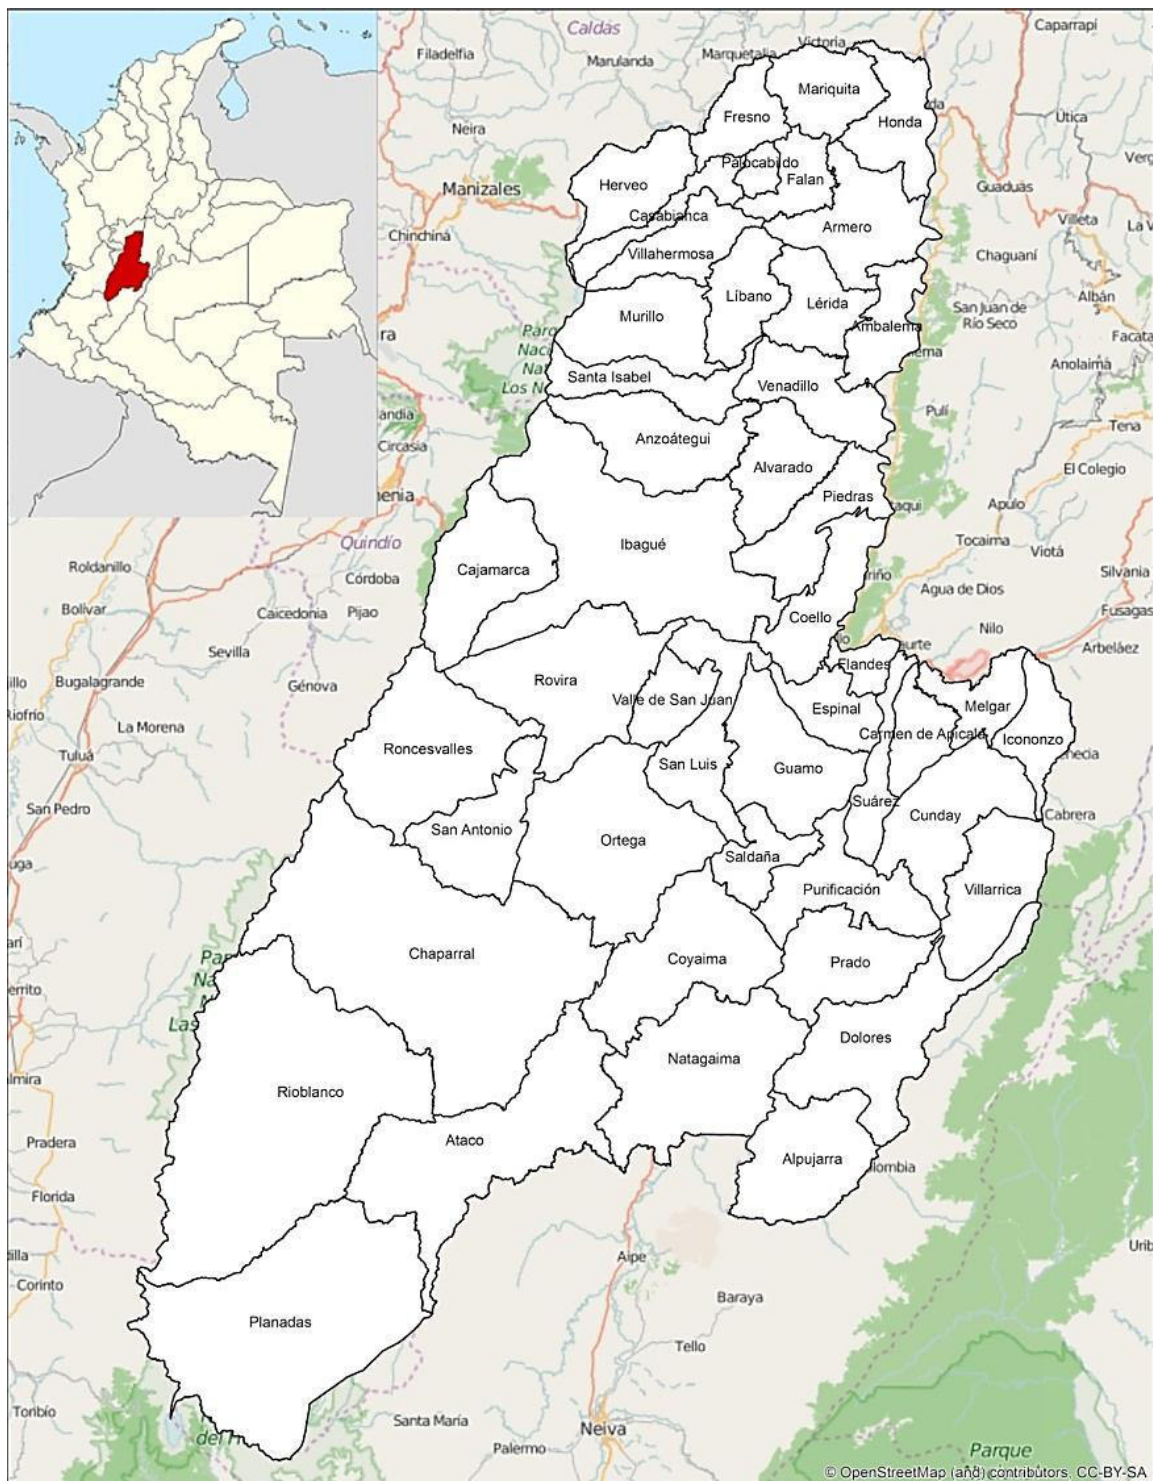 Caldas
Caparrapí
Filadelfia
Marulanda
Marquetalia
Victoria
Mariquita
Fresno
Honda
Útica
Neira
Palocabildo
Falan
Herveo
Manizales
Guaduas
Villeta
Casabianca
Armero
Chinchiná
Chaguaní
Villahermosa
Líbano
Lérida
Albán
Murillo
San Juan de
Río Seco
Ambalema
Anolaima
Santa Isabel
Venadillo
Pulí
Tena
Anzoátegui
Circasia
Alvarado
El Colegio
Piedras
Apulo
Quindío
Ibagué
Tocaima
Viotá
Roldanillo
Cajamarca
Córdoba
Silvania
Agua de Dios
Bolívar
Caicedonia
Pijao
Coello
Nilo
Arbeláez
Sevilla
Flandes
Bugalagrande
Génova
Rovira
Valle de San Juan
Espinal
Melgar
La Morena
Carmen de Apicalá
Icononzo
Roncesvalles
Tuluá
San Luis
Guamo
San Pedro
Suárez
Cunday
Cabrera
San Antonio
Ortega
Saldaña
Purificación
Villarrica
Chaparral
Coyaima
Prado
Dolores
Natagaima
Rioblanco
Ataco
Pradera
Alpujarra
Florida
Aipe
Corinto
Baraya
Planadas
Tello
Toribío
Santa María
Neiva
Palermo
Parque
© OpenStreetMap (and) contributors, CC-BY-SA